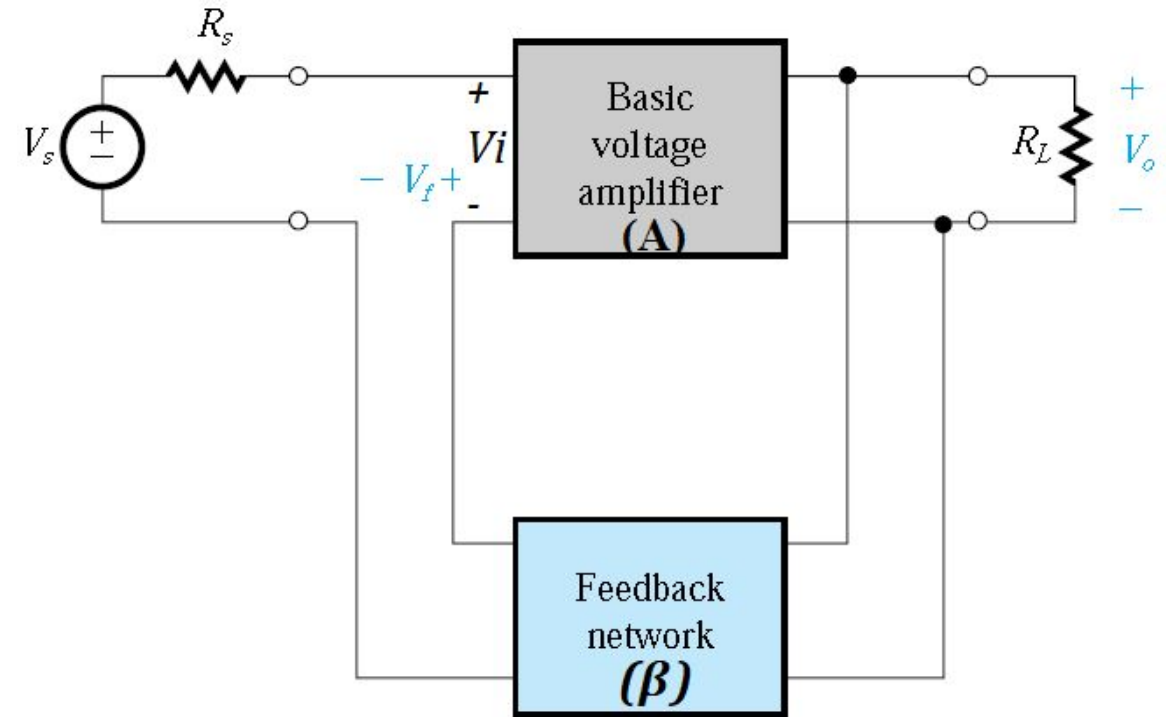 R_s
V_s
+
−
+
Vi
-
− V_f +
Basic
voltage
amplifier
(A)
R_L
+
V_o
−
Feedback
network
(β)